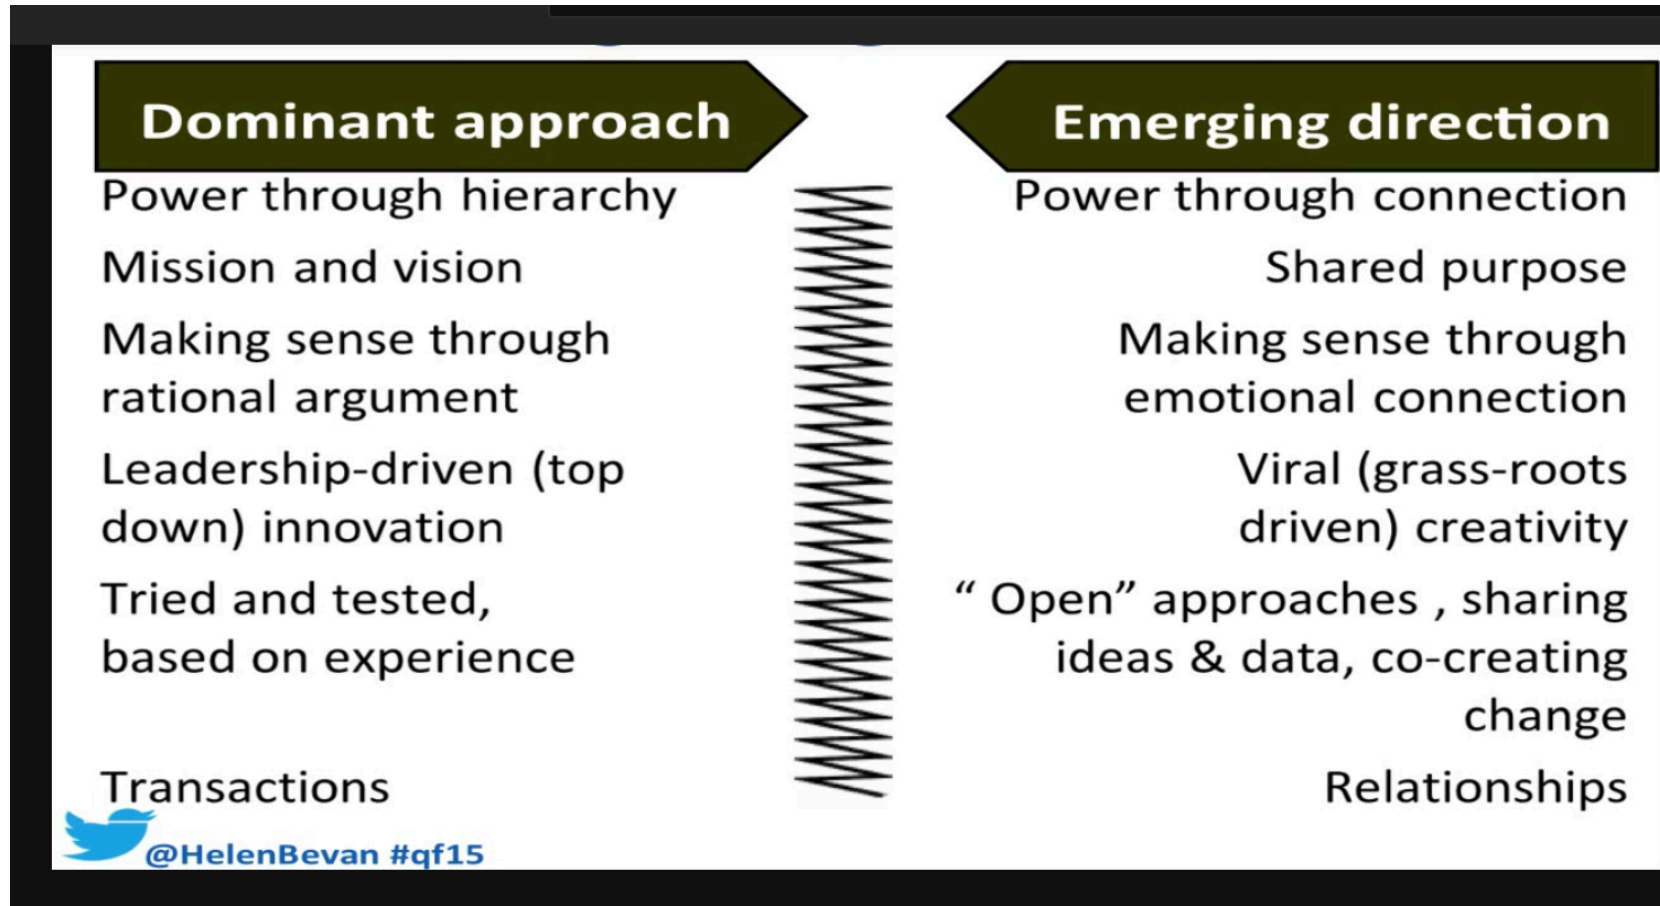 Dominant approach
Emerging direction
Power through hierarchy
Power through connection
Mission and vision
Shared purpose
Making sense through
rational argument
Making sense through
emotional connection
Leadership-driven (top
down) innovation
Viral (grass-roots
driven) creativity
Tried and tested,
based on experience
“ Open” approaches , sharing
ideas & data, co-creating
change
Transactions
Relationships
@HelenBevan #qf15